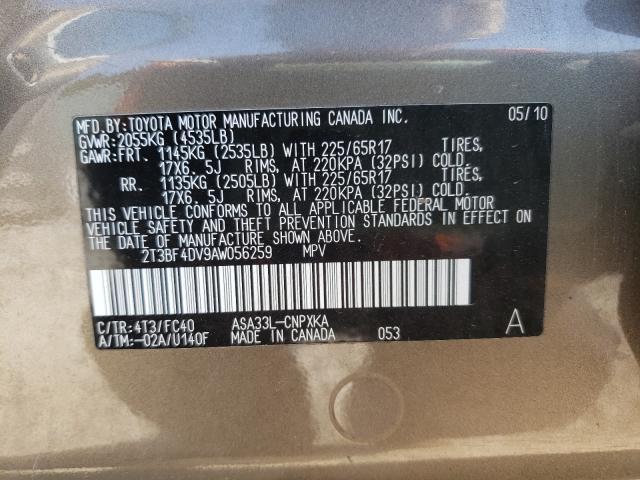 MFD.BY:TOYOTA MOTOR MANUFACTURING CANADA INC. 05/10
GVWR:2055KG (4535LB)
GAWR:FRT. 1145KG (2535LB) WITH 225/65R17 TIRES,
17X6. 5J RIMS, AT 220KPA (32PSI) COLD.
RR. 1135KG (2505LB) WITH 225/65R17 TIRES,
17X6. 5J RIMS, AT 220KPA (32PSI) COLD.
THIS VEHICLE CONFORMS TO ALL APPLICABLE FEDERAL MOTOR
VEHICLE SAFETY AND THEFT PREVENTION STANDARDS IN EFFECT ON
THE DATE OF MANUFACTURE SHOWN ABOVE.
2T3BF4DV9AW056259 MPV
C/TR:4T3/FC40 ASA33L-CNPXKA A
A/TM:-02A/U140F MADE IN CANADA 053